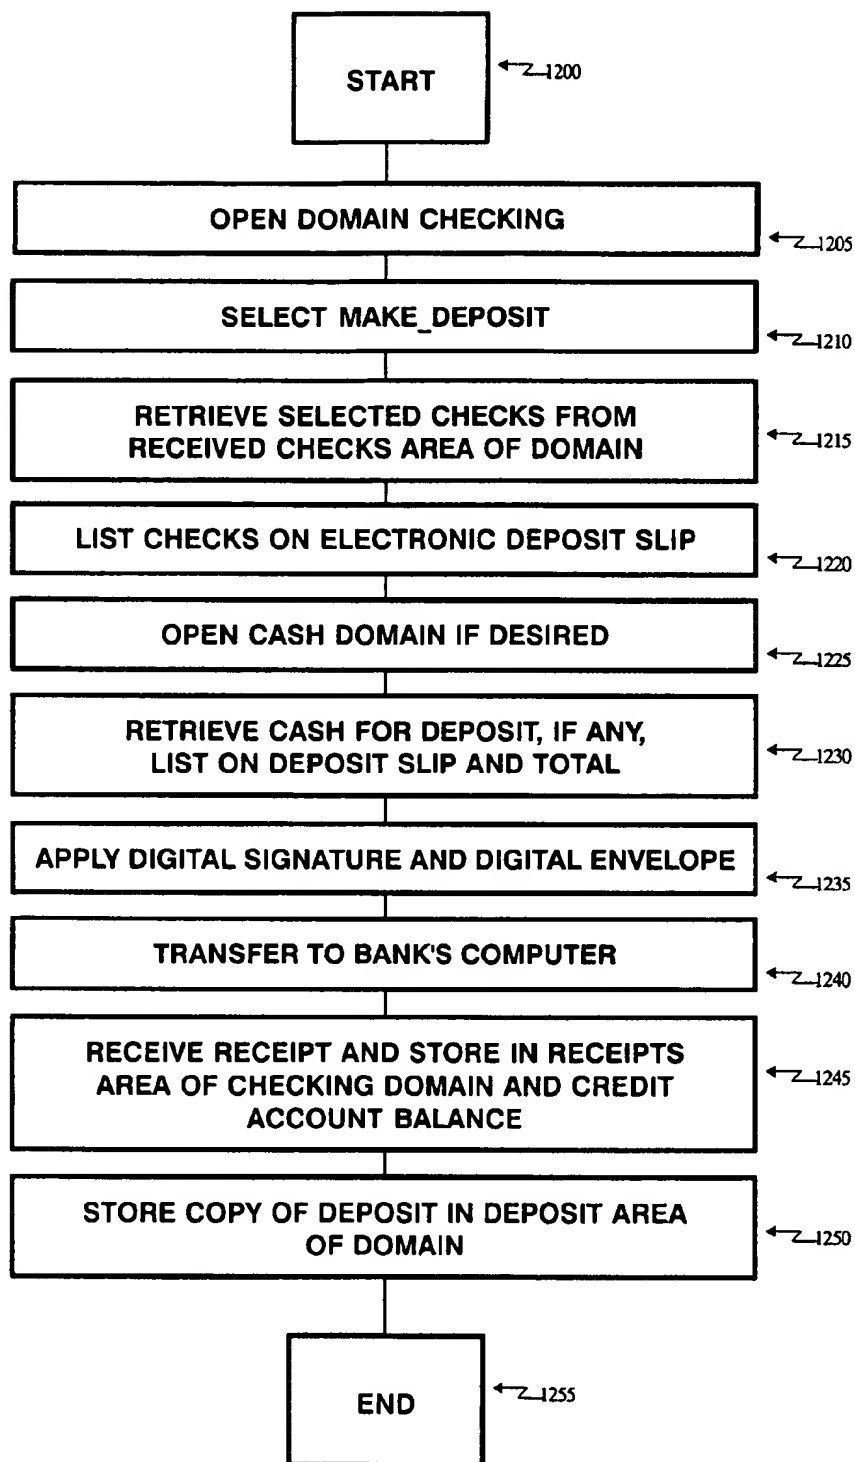 START
1200
OPEN DOMAIN CHECKING
1205
SELECT MAKE_DEPOSIT
1210
RETRIEVE SELECTED CHECKS FROM
RECEIVED CHECKS AREA OF DOMAIN
1215
LIST CHECKS ON ELECTRONIC DEPOSIT SLIP
1220
OPEN CASH DOMAIN IF DESIRED
1225
RETRIEVE CASH FOR DEPOSIT, IF ANY,
LIST ON DEPOSIT SLIP AND TOTAL
1230
APPLY DIGITAL SIGNATURE AND DIGITAL ENVELOPE
1235
TRANSFER TO BANK'S COMPUTER
1240
RECEIVE RECEIPT AND STORE IN RECEIPTS
AREA OF CHECKING DOMAIN AND CREDIT
ACCOUNT BALANCE
1245
STORE COPY OF DEPOSIT IN DEPOSIT AREA
OF DOMAIN
1250
END
1255